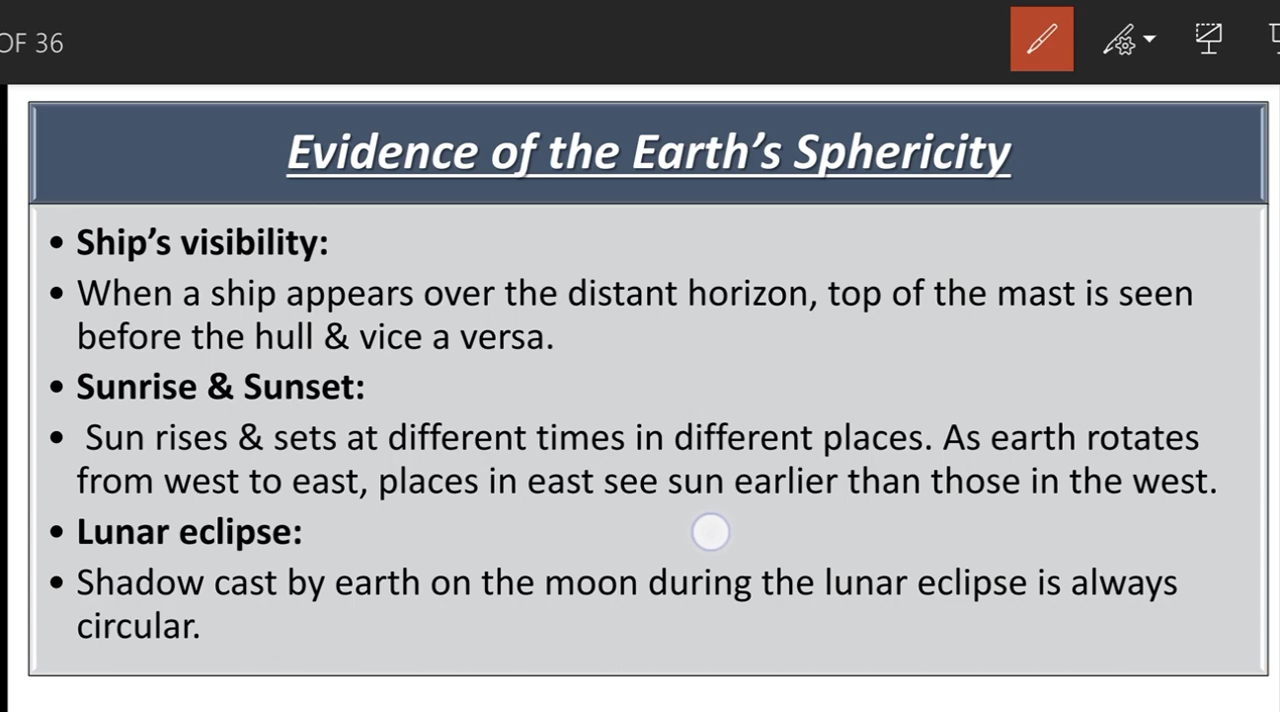 OF 36
Evidence of the Earth’s Sphericity
• Ship’s visibility:
• When a ship appears over the distant horizon, top of the mast is seen
before the hull & vice a versa.
• Sunrise & Sunset:
• Sun rises & sets at different times in different places. As earth rotates
from west to east, places in east see sun earlier than those in the west.
• Lunar eclipse:
• Shadow cast by earth on the moon during the lunar eclipse is always
circular.